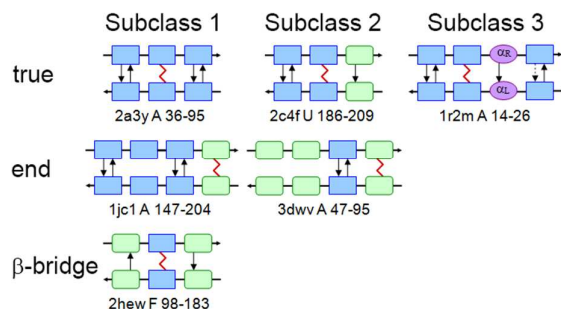 Subclass 1 Subclass 2 Subclass 3
true
αR
αL
2a3y A 36-95 2c4f U 186-209 1r2m A 14-26
end
1jc1 A 147-204 3dwv A 47-95
β-bridge
2hew F 98-183